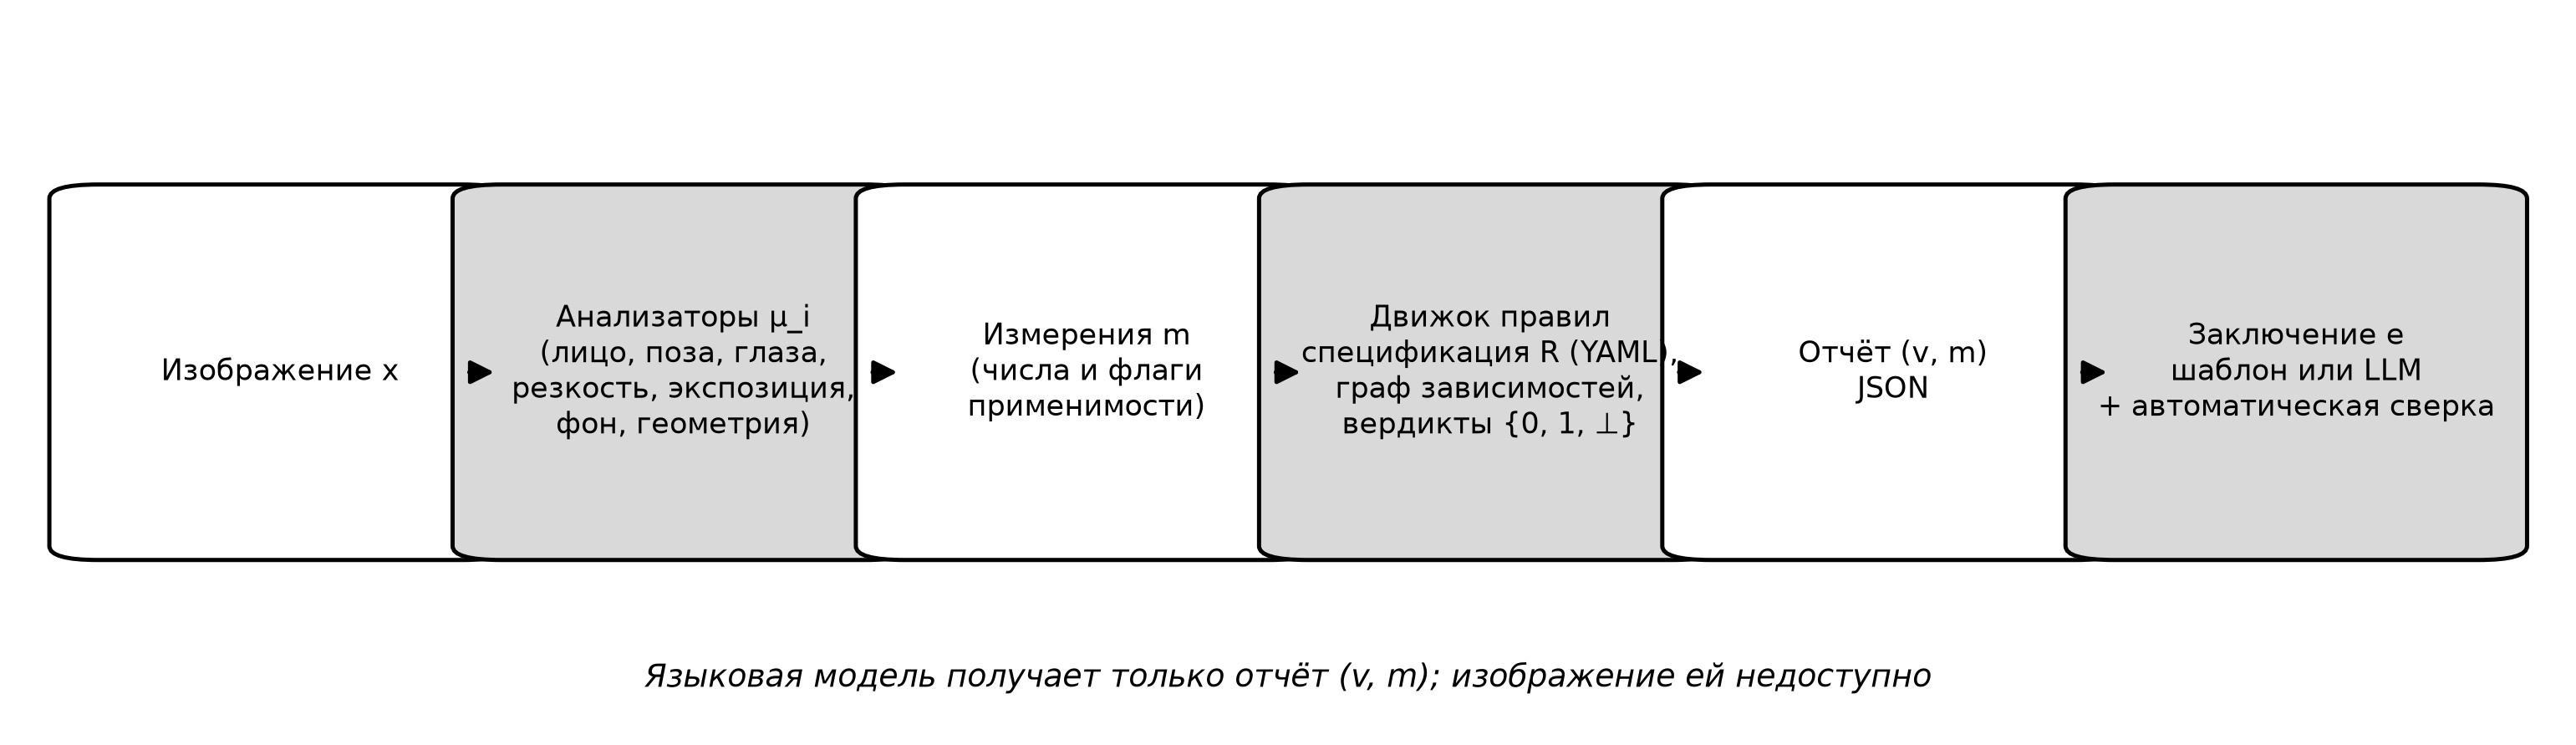 Изображение x
Анализаторы μ_i
(лицо, поза, глаза,
резкость, экспозиция,
фон, геометрия)
Измерения m
(числа и флаги
применимости)
Движок правил
спецификация R (YAML),
граф зависимостей,
вердикты {0, 1, ⊥}
Отчёт (v, m)
JSON
Заключение e
шаблон или LLM
+ автоматическая сверка
Языковая модель получает только отчёт (v, m); изображение ей недоступно